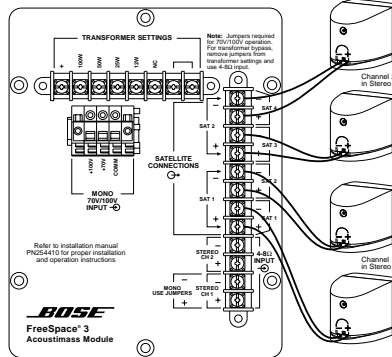 TRANSFORMER SETTINGS
+
100W
50W
25W
12W
NC
Note: Jumpers required
for 70V/100V operation.
For transformer bypass,
remove jumpers from
transformer settings and
use 4-8Ω input.
+100V
+70V
COMM
MONO
70V/100V
INPUT
SATELLITE
CONNECTIONS
SAT 2
SAT 1
−
+
−
+
−
+
−
+
SAT 4
SAT 3
SAT 2
SAT 1
STEREO
CH 2
−
+
4-8Ω
INPUT
MONO
USE JUMPERS
−
+
STEREO
CH 1
−
+
Refer to installation manual
PN254410 for proper installation
and operation instructions
BOSE
FreeSpace® 3
Acoustimass Module
Channel
in Stereo
Channel
in Stereo